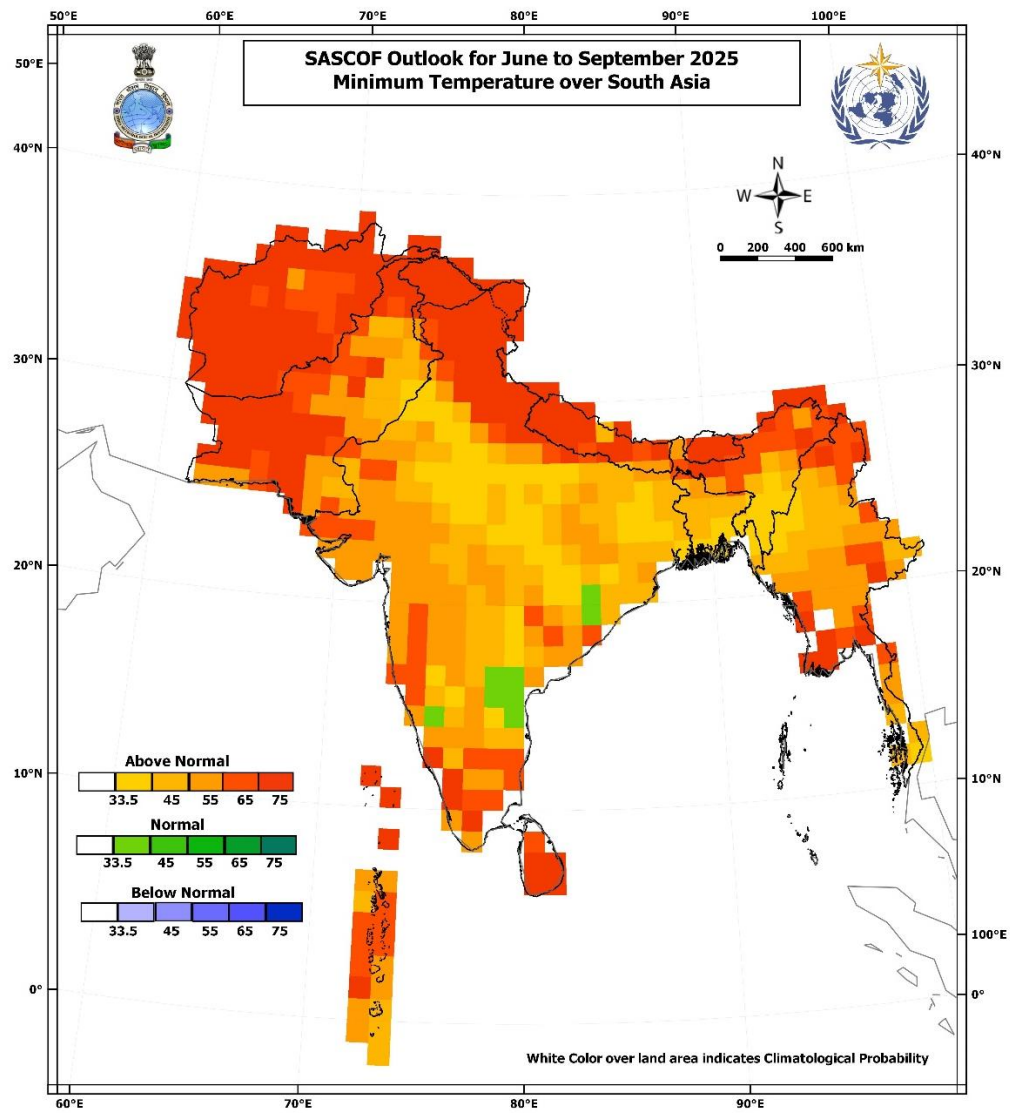 50°E 60°E 70°E 80°E 90°E 100°E
SASCOF Outlook for June to September 2025
Minimum Temperature over South Asia
50°N
40°N 40°N
N
W E
S
0 200 400 600 km
30°N 30°N
20°N 20°N
10°N 10°N
Above Normal
33.5 45 55 65 75
Normal
33.5 45 55 65 75
Below Normal
33.5 45 55 65 75
100°E
0° 0°
White Color over land area indicates Climatological Probability
60°E 70°E 80°E 90°E